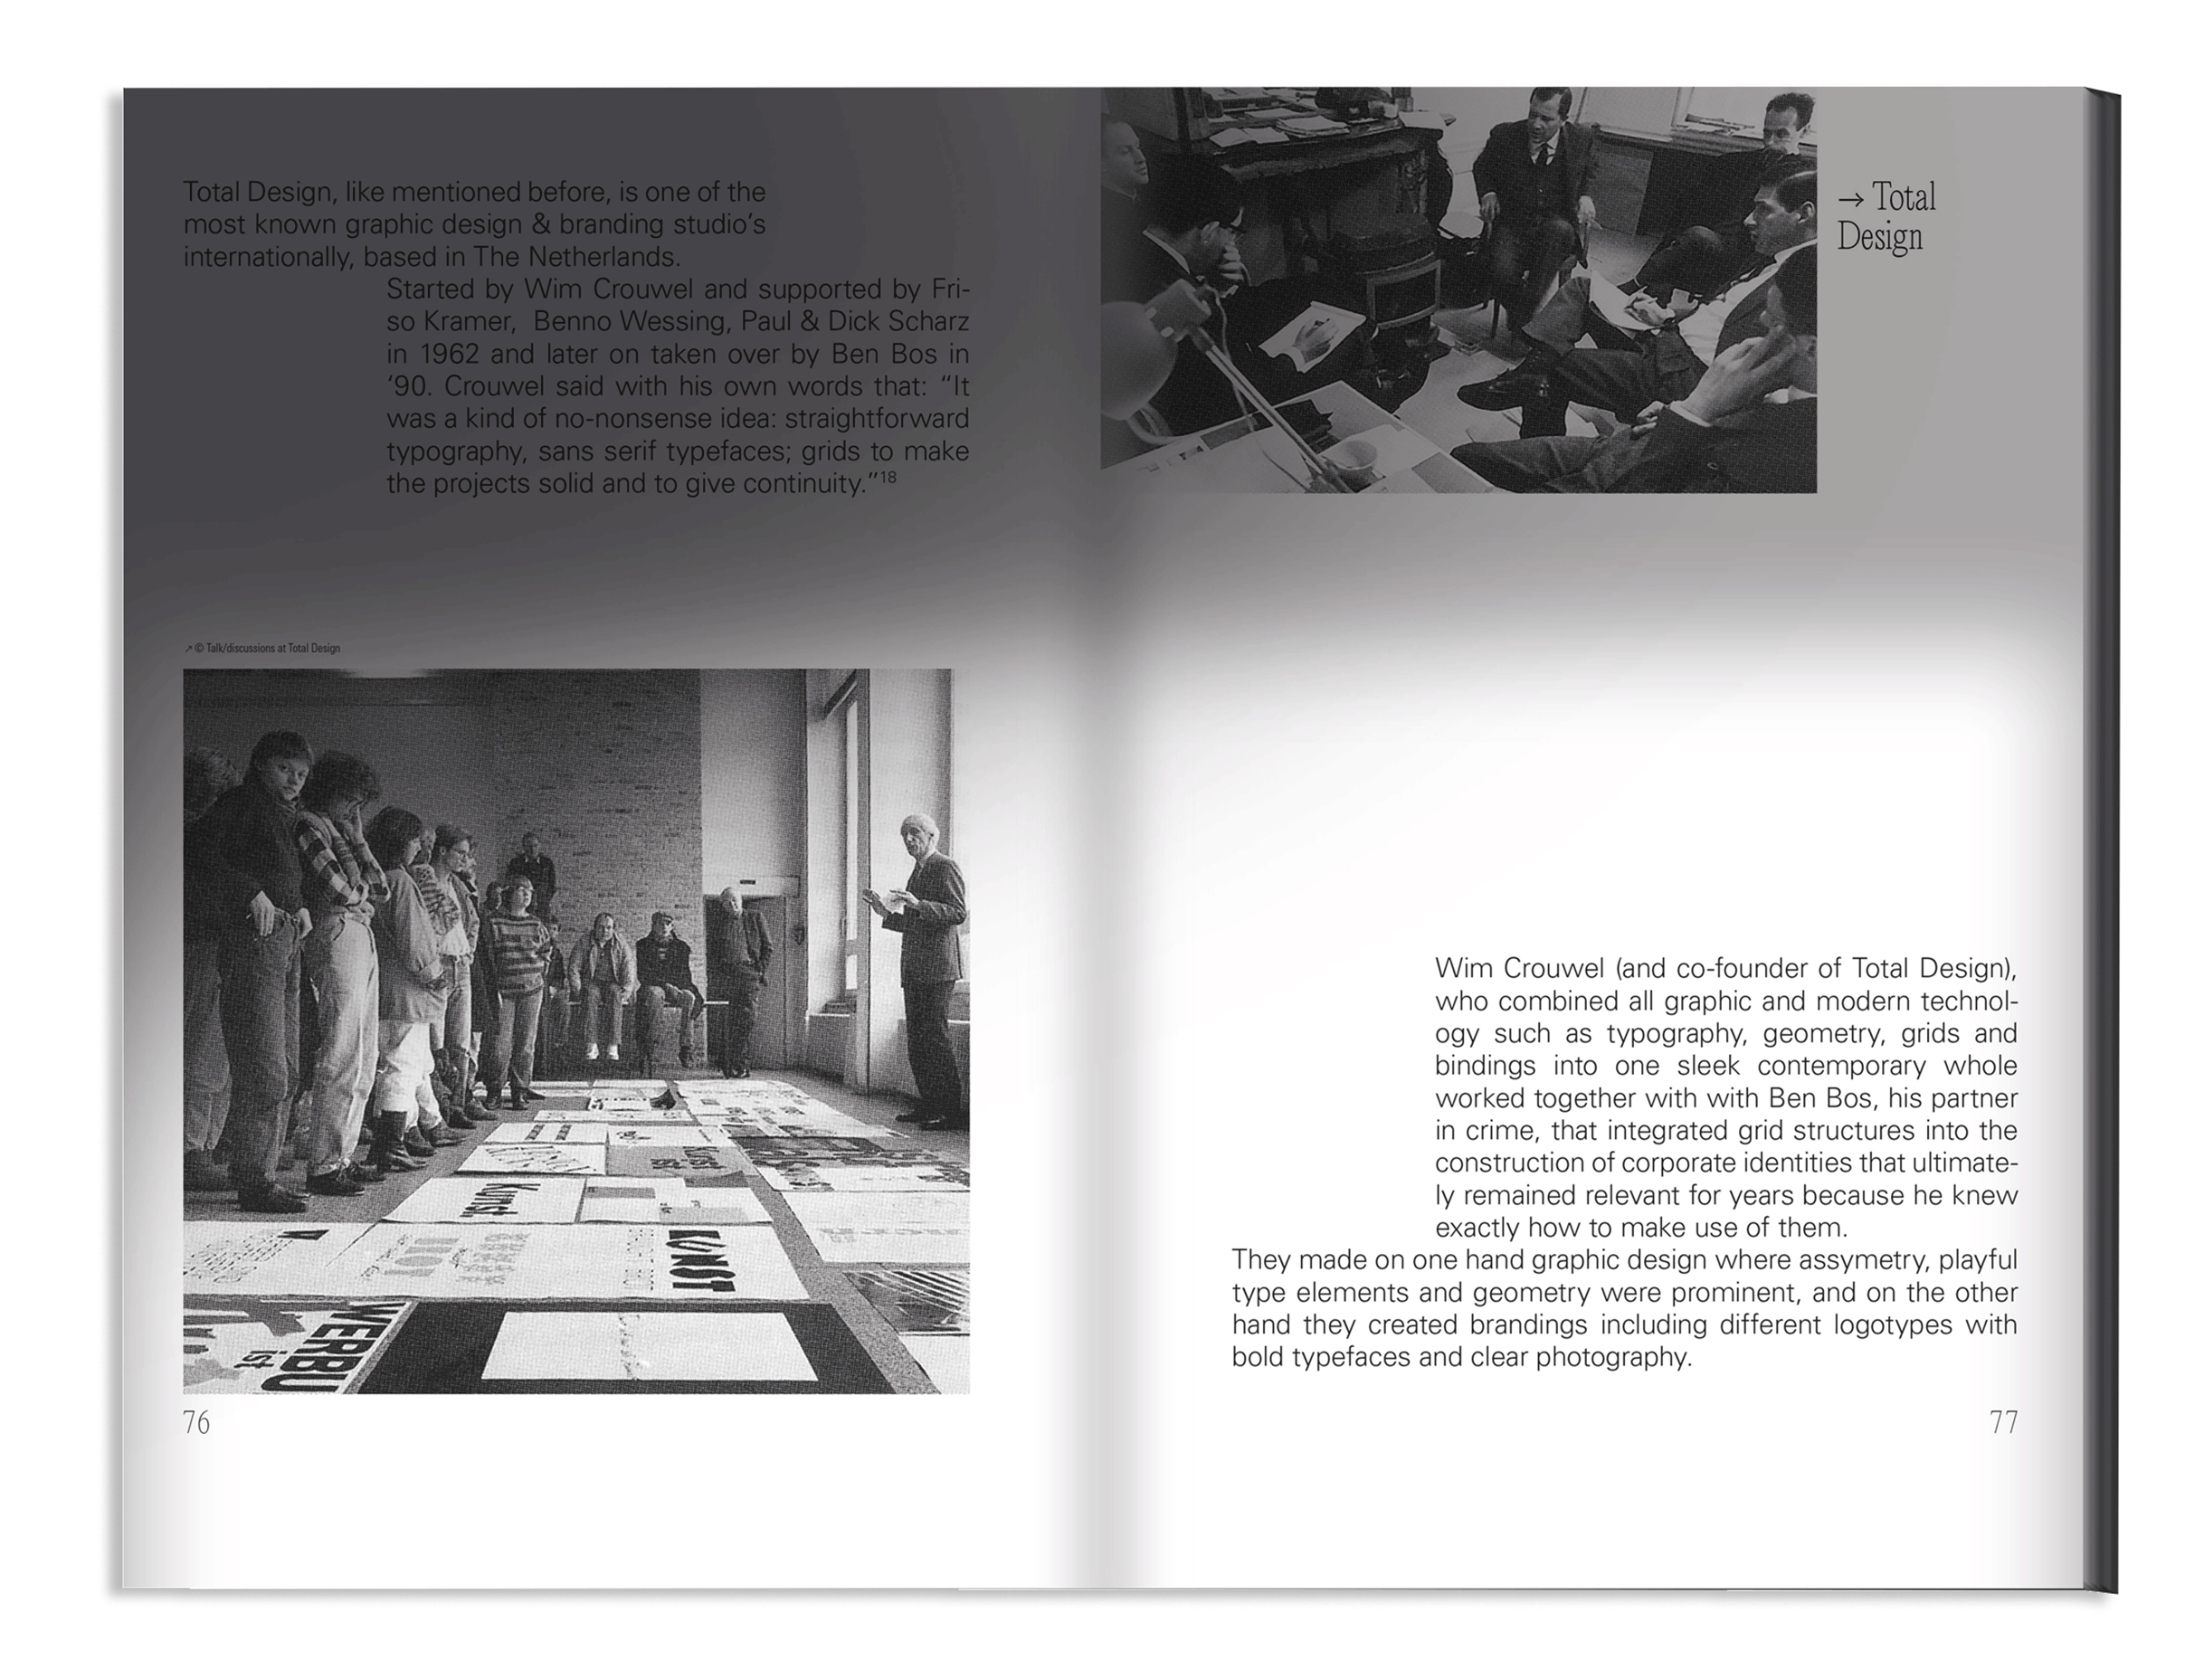 Total Design, like mentioned before, is one of the
most known graphic design & branding studio’s
internationally, based in The Netherlands.
Started by Wim Crouwel and supported by Fri-
so Kramer,  Benno Wessing, Paul & Dick Scharz
in 1962 and later on taken over by Ben Bos in
‘90. Crouwel said with his own words that: “It
was a kind of no-nonsense idea: straightforward
typography, sans serif typefaces; grids to make
the projects solid and to give continuity.”18
↗ © Talk/discussions at Total Design
Kunst
ist
Kunst
KUNST
WERBU
ist
76
→ Total
Design
Wim Crouwel (and co-founder of Total Design),
who combined all graphic and modern technol-
ogy such as typography, geometry, grids and
bindings into one sleek contemporary whole
worked together with with Ben Bos, his partner
in crime, that integrated grid structures into the
construction of corporate identities that ultimate-
ly remained relevant for years because he knew
exactly how to make use of them.
They made on one hand graphic design where assymetry, playful
type elements and geometry were prominent, and on the other
hand they created brandings including different logotypes with
bold typefaces and clear photography.
77